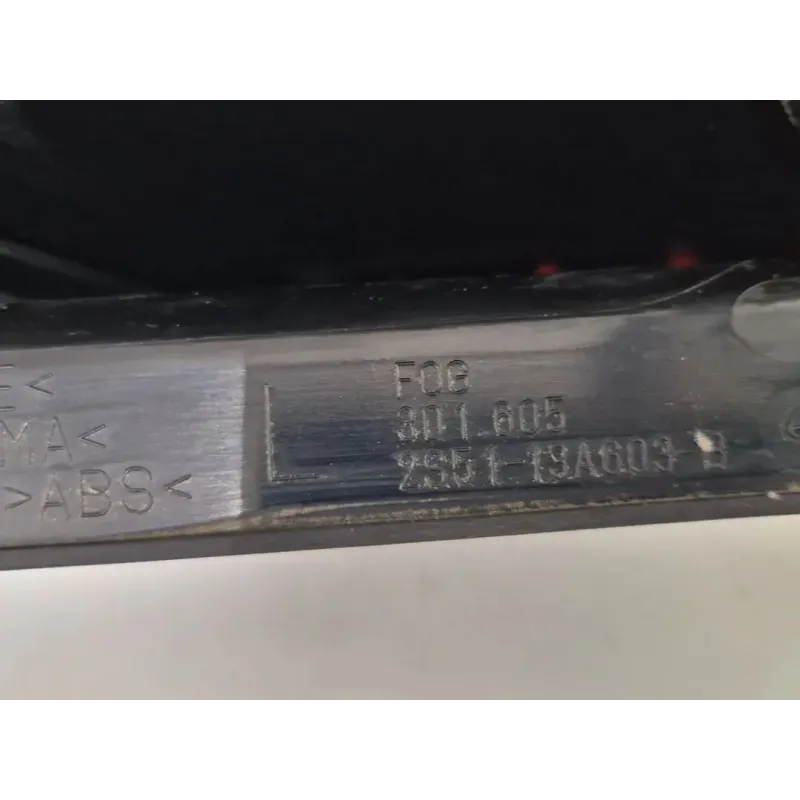 E<
MA<
>ABS<
FOG
301.605
2S51-13A603-B